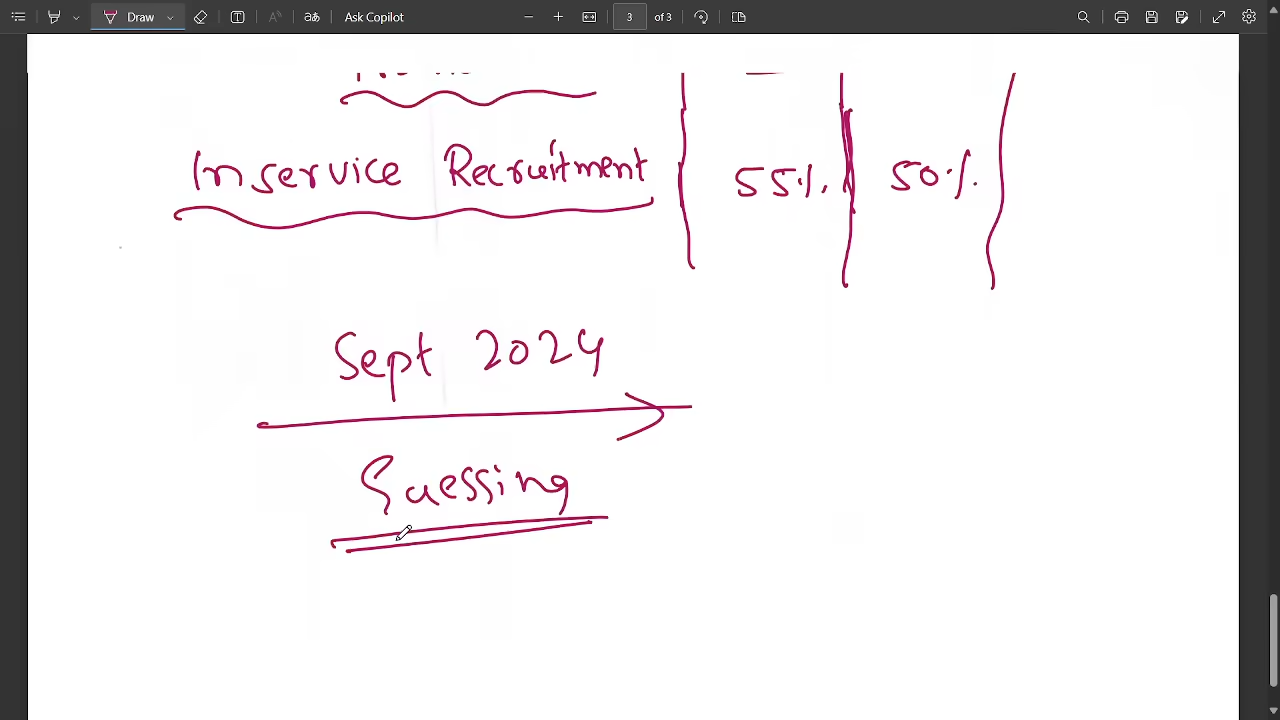 Draw
Ask Copilot
3 of 3
Inservice Recruitment 55% 50%
Sept 2024
Guessing